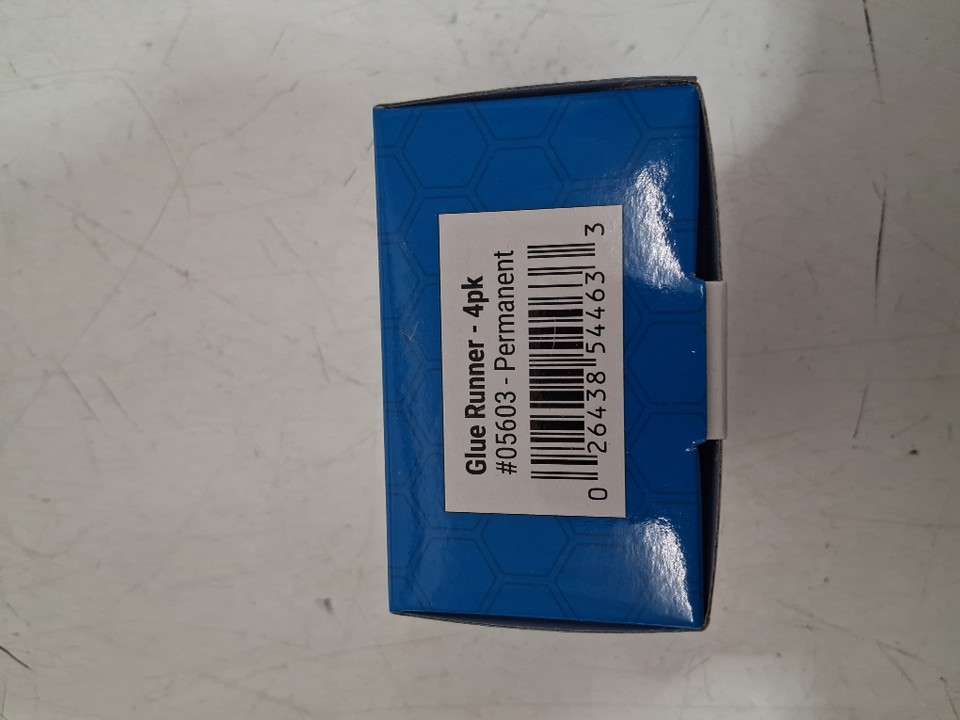 Glue Runner - 4pk
#05603 - Permanent
0 26438 54463 3